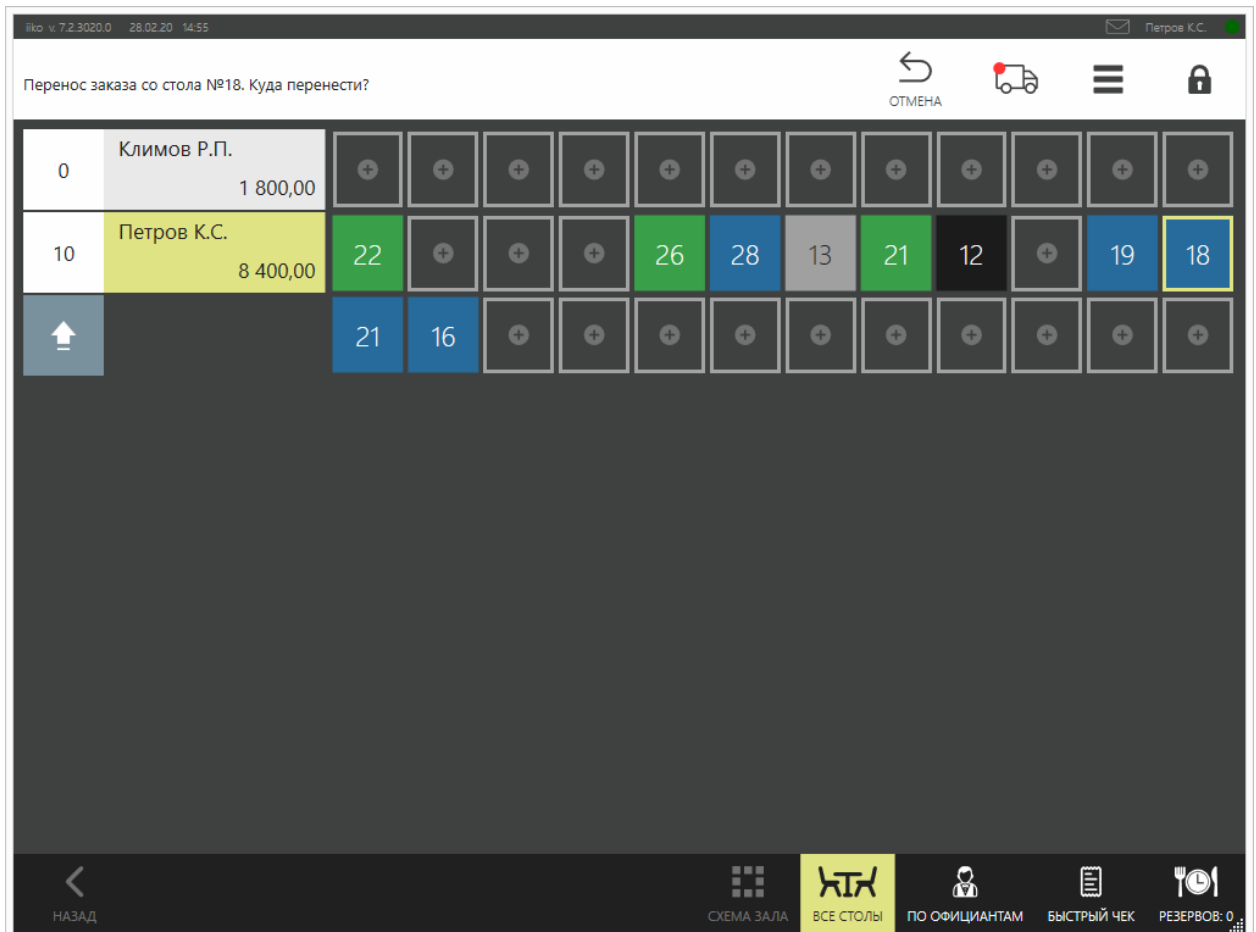 iiko v. 7.2.3020.0 28.02.20 14:55 Петров К.С.
Перенос заказа со стола №18. Куда перенести?
ОТМЕНА
0 Климов Р.П.
1 800,00
10 Петров К.С.
8 400,00
22 26 28 13 21 12 19 18
21 16
НАЗАД СХЕМА ЗАЛА ВСЕ СТОЛЫ ПО ОФИЦИАНТАМ БЫСТРЫЙ ЧЕК РЕЗЕРВОВ: 0